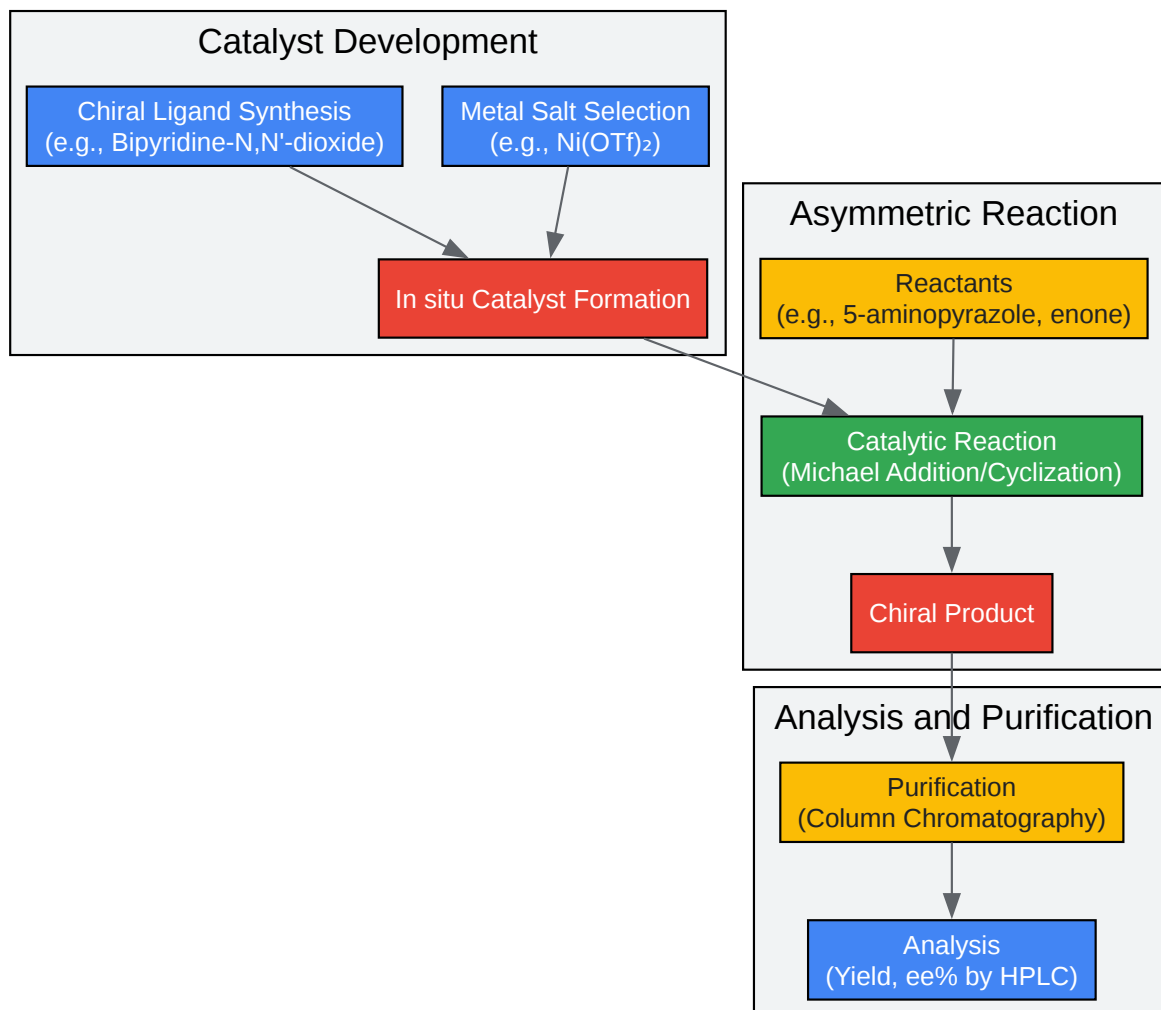 Catalyst Development
Chiral Ligand Synthesis
(e.g., Bipyridine-N,N'-dioxide)
Metal Salt Selection
(e.g., Ni(OTf)₂)
In situ Catalyst Formation
Asymmetric Reaction
Reactants
(e.g., 5-aminopyrazole, enone)
Catalytic Reaction
(Michael Addition/Cyclization)
Chiral Product
Analysis and Purification
Purification
(Column Chromatography)
Analysis
(Yield, ee% by HPLC)